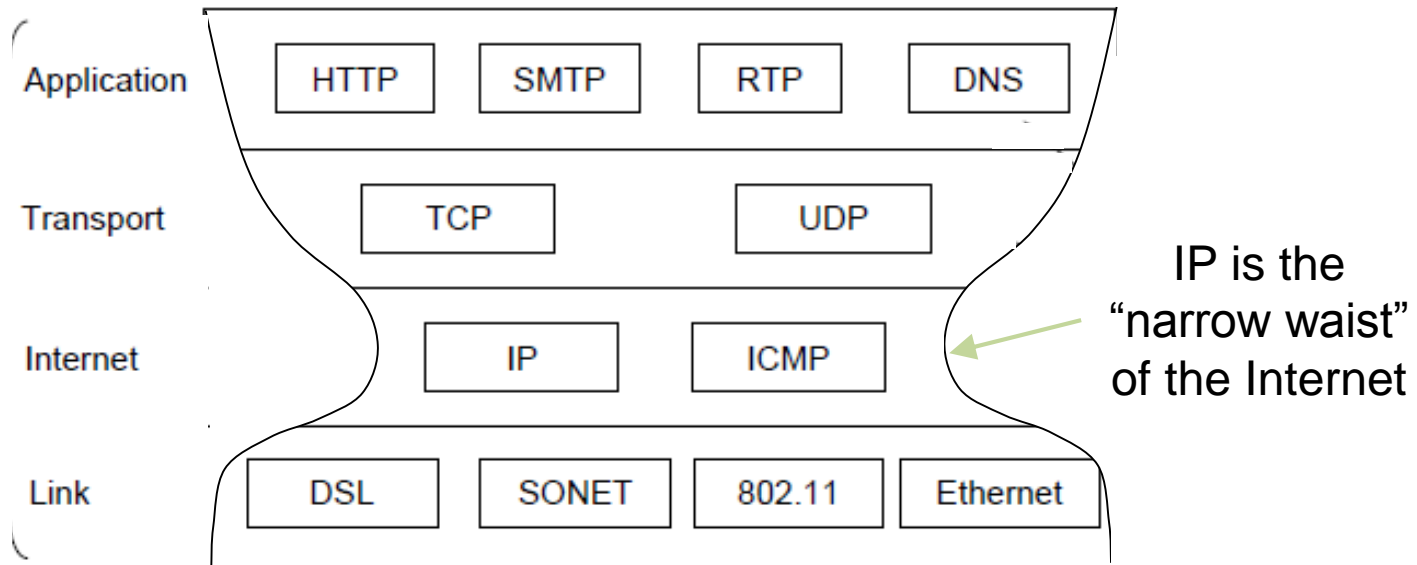 Application HTTP SMTP RTP DNS
Transport TCP UDP
IP is the
“narrow waist”
of the Internet
Internet IP ICMP
Link DSL SONET 802.11 Ethernet